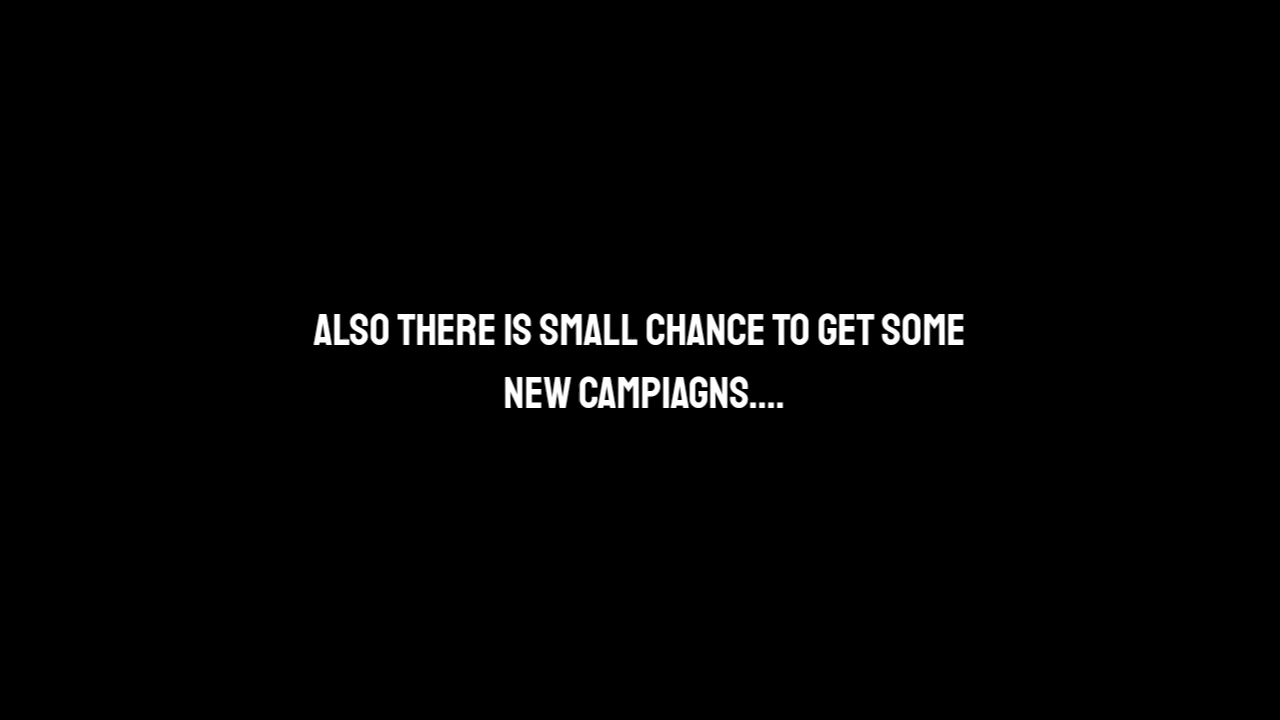 ALSO THERE IS SMALL CHANCE TO GET SOME
NEW CAMPIAGNS....